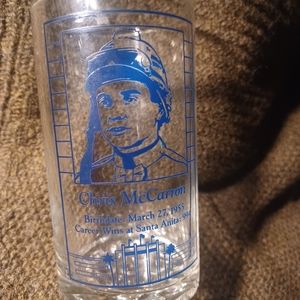 Chris McCarron
Birthdate: March 27, 1955
Career Wins at Santa Anita: